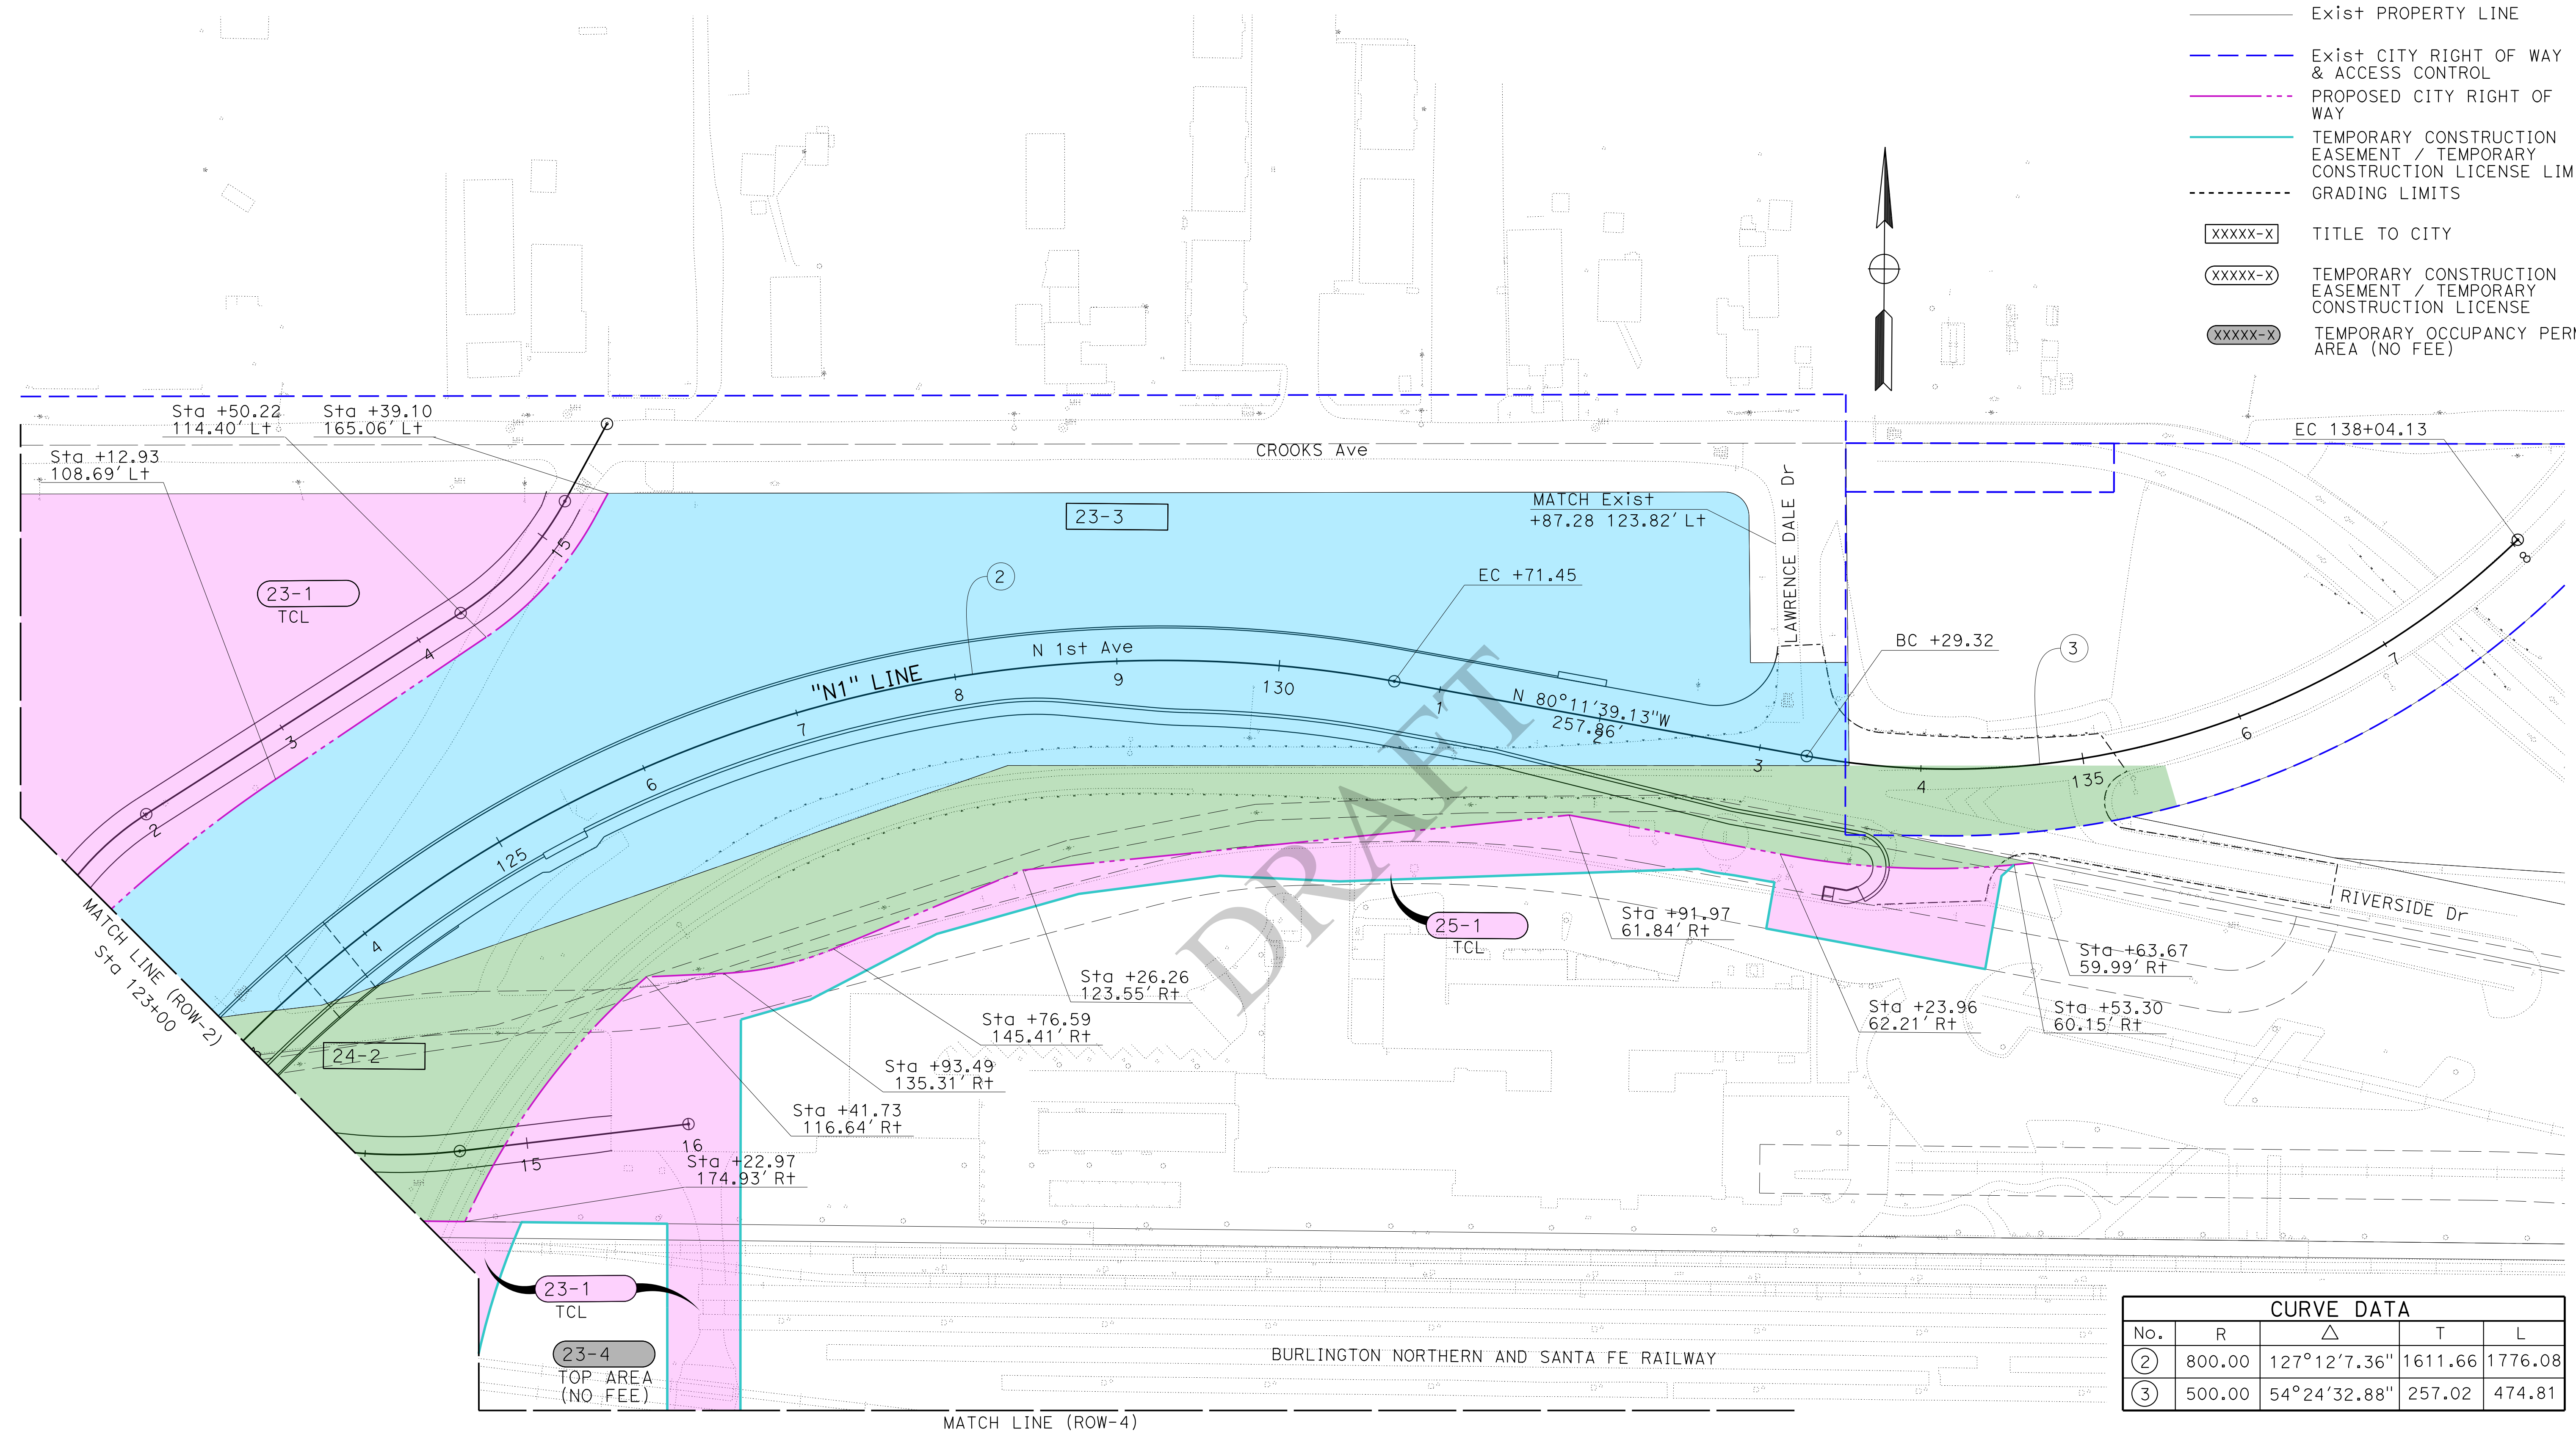 Exist PROPERTY LINE
Exist CITY RIGHT OF WAY
& ACCESS CONTROL
PROPOSED CITY RIGHT OF
WAY
TEMPORARY CONSTRUCTION
EASEMENT / TEMPORARY
CONSTRUCTION LICENSE LIM
GRADING LIMITS
XXXXX-X TITLE TO CITY
XXXXX-X TEMPORARY CONSTRUCTION
EASEMENT / TEMPORARY
CONSTRUCTION LICENSE
XXXXX-X TEMPORARY OCCUPANCY PERM
AREA (NO FEE)
Sta +50.22
114.40' Lt
Sta +39.10
165.06' Lt
Sta +12.93
108.69' Lt
CROOKS Ave
EC 138+04.13
23-3
MATCH Exist
+87.28 123.82' Lt
LAWRENCE DALE Dr
23-1
TCL
15
4
3
2
2
EC +71.45
BC +29.32
3
N 1st Ave
"N1" LINE
N 80°11'39.13"W
257.86'
4
125
6
7
8
9
130
1
2
3
4
135
6
7
8
DRAFT
MATCH LINE (ROW-2)
Sta 123+00
24-2
25-1
TCL
RIVERSIDE Dr
Sta +91.97
61.84' Rt
Sta +63.67
59.99' Rt
Sta +26.26
123.55' Rt
Sta +23.96
62.21' Rt
Sta +53.30
60.15' Rt
Sta +76.59
145.41' Rt
Sta +93.49
135.31' Rt
Sta +41.73
116.64' Rt
15
16
Sta +22.97
174.93' Rt
23-1
TCL
23-4
TOP AREA
(NO FEE)
BURLINGTON NORTHERN AND SANTA FE RAILWAY
MATCH LINE (ROW-4)
CURVE DATA
No. R △ T L
2 800.00 127°12'7.36" 1611.66 1776.08
3 500.00 54°24'32.88" 257.02 474.81